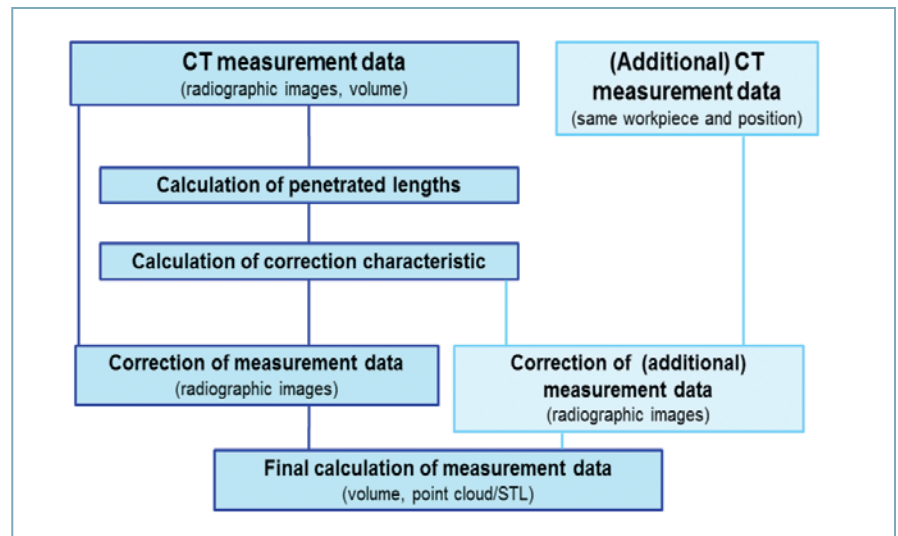 CT measurement data
(radiographic images, volume)
(Additional) CT
measurement data
(same workpiece and position)
Calculation of penetrated lengths
Calculation of correction characteristic
Correction of measurement data
(radiographic images)
Correction of (additional)
measurement data
(radiographic images)
Final calculation of measurement data
(volume, point cloud/STL)